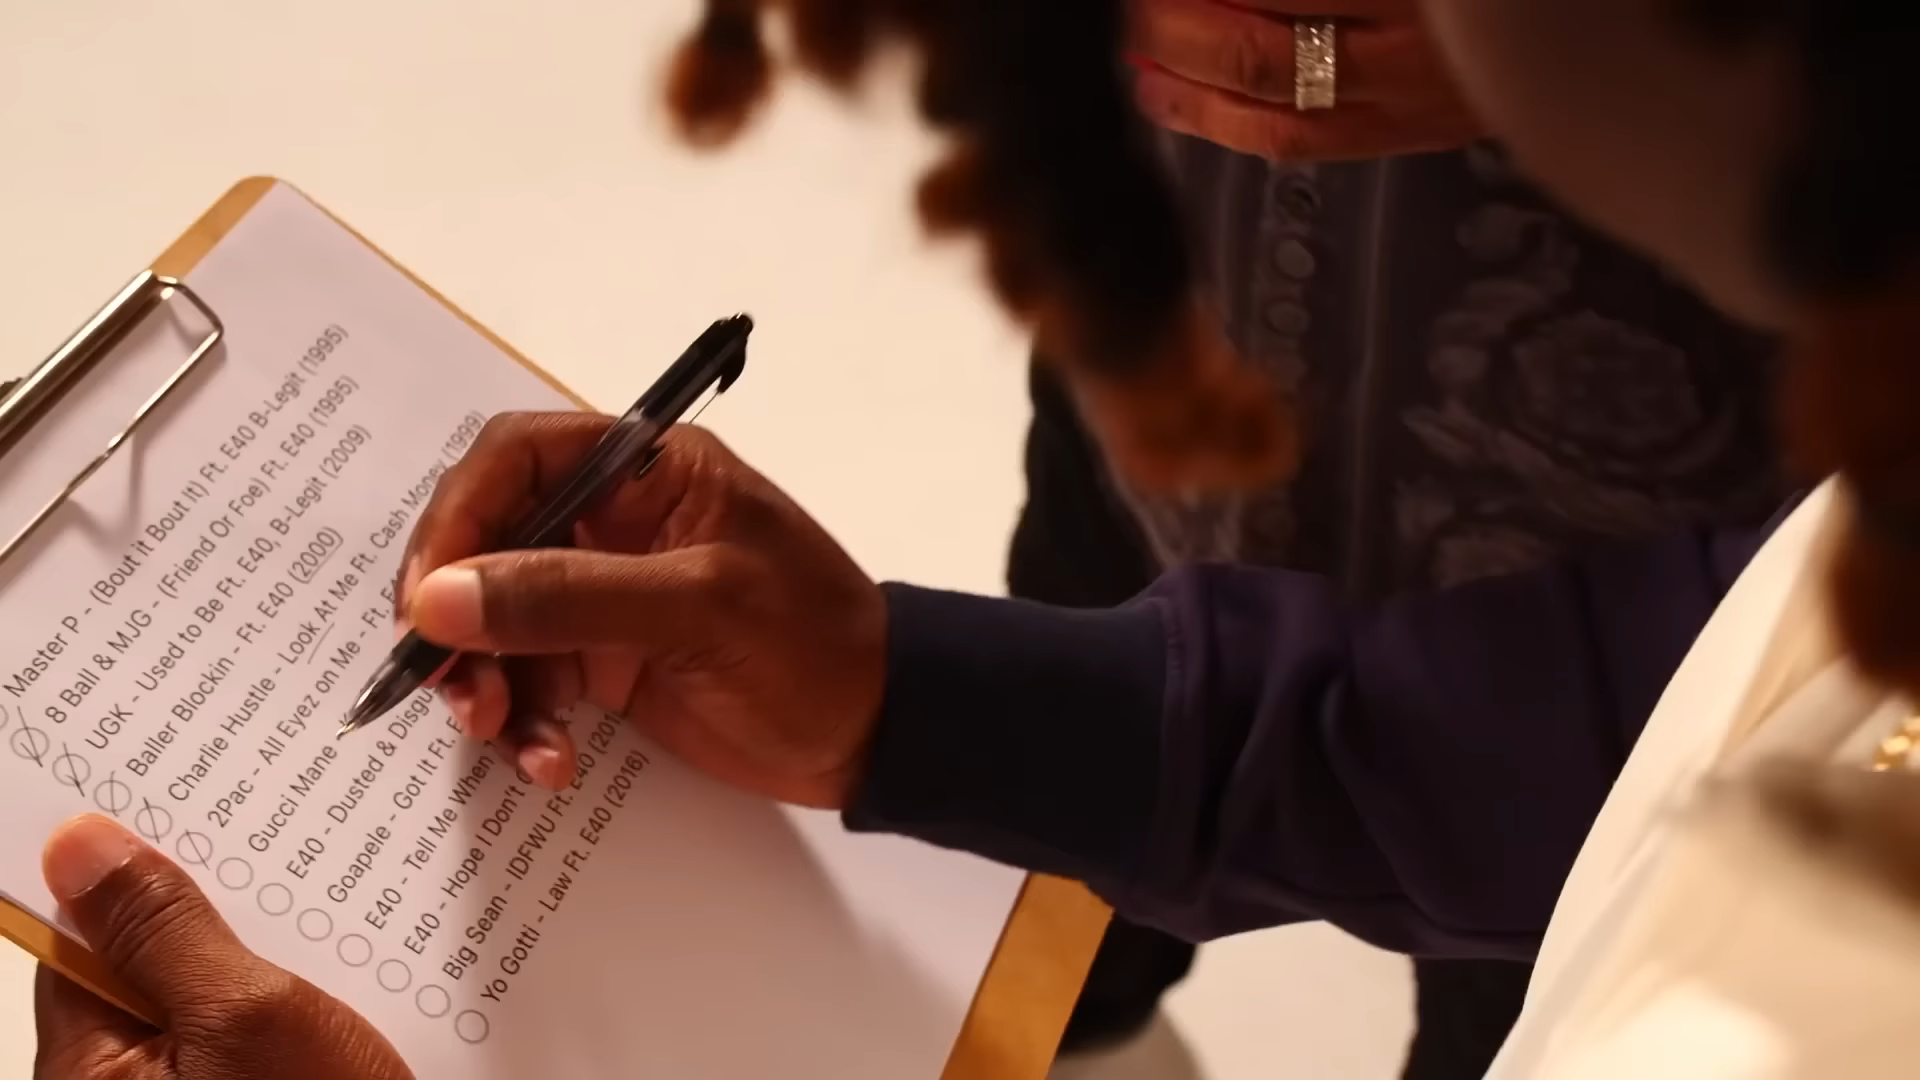 Master P - (Bout it Bout It) Ft. E40 B-Legit (1995)
8 Ball & MJG - (Friend Or Foe) Ft. E40 (1995)
UGK - Used to Be Ft. E40, B-Legit (2009)
Baller Blockin - Ft. E40 (2000)
Charlie Hustle - Look At Me Ft. Cash Money (1999)
2Pac - All Eyez on Me - Ft.
Gucci Mane -
E40 - Dusted & 
Goapele - Got It Ft.
E40 - Tell Me When
E40 - Hope I Don't
Big Sean - IDFWU Ft. E40
Yo Gotti - Law Ft. E40 (2016)